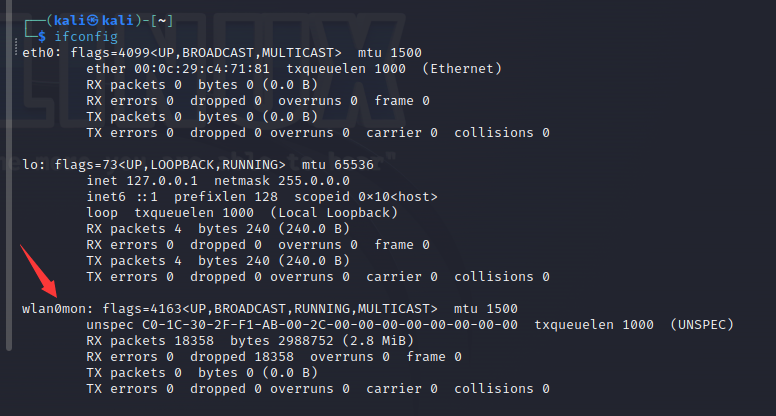 ┌──(kali㉿kali)-[~]
└─$ ifconfig
eth0: flags=4099<UP,BROADCAST,MULTICAST>  mtu 1500
        ether 00:0c:29:c4:71:81  txqueuelen 1000  (Ethernet)
        RX packets 0  bytes 0 (0.0 B)
        RX errors 0  dropped 0  overruns 0  frame 0
        TX packets 0  bytes 0 (0.0 B)
        TX errors 0  dropped 0 overruns 0  carrier 0  collisions 0

lo: flags=73<UP,LOOPBACK,RUNNING>  mtu 65536
        inet 127.0.0.1  netmask 255.0.0.0
        inet6 ::1  prefixlen 128  scopeid 0x10<host>
        loop  txqueuelen 1000  (Local Loopback)
        RX packets 4  bytes 240 (240.0 B)
        RX errors 0  dropped 0  overruns 0  frame 0
        TX packets 4  bytes 240 (240.0 B)
        TX errors 0  dropped 0 overruns 0  carrier 0  collisions 0

wlan0mon: flags=4163<UP,BROADCAST,RUNNING,MULTICAST>  mtu 1500
        unspec C0-1C-30-2F-F1-AB-00-2C-00-00-00-00-00-00-00-00  txqueuelen 1000  (UNSPEC)
        RX packets 18358  bytes 2988752 (2.8 MiB)
        RX errors 0  dropped 18358  overruns 0  frame 0
        TX packets 0  bytes 0 (0.0 B)
        TX errors 0  dropped 0 overruns 0  carrier 0  collisions 0